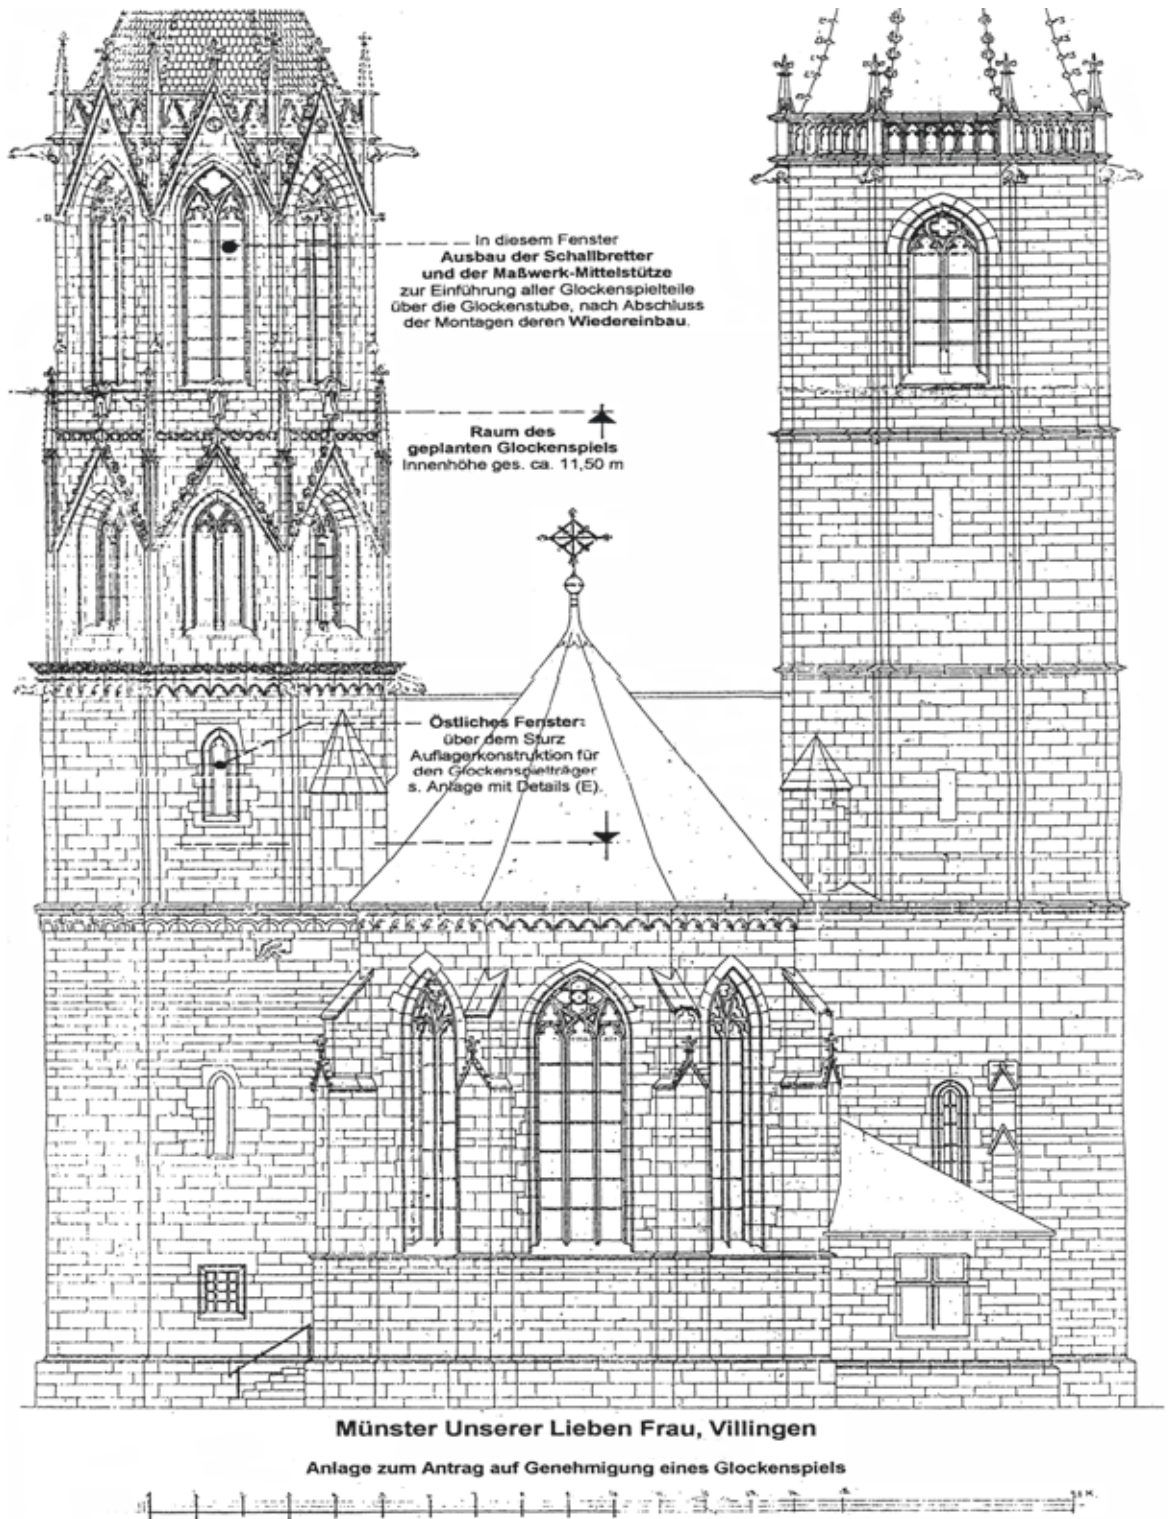 In diesem Fenster
Ausbau der Schallbretter
und der Maßwerk-Mittelstütze
zur Einführung aller Glockenspielteile
über die Glockenstube, nach Abschluss
der Montagen deren Wiedereinbau.
Raum des
geplanten Glockenspiels
Innenhöhe ges. ca. 11,50 m
Östliches Fenster:
über dem Sturz
Auflagerkonstruktion für
den Glockenspielträger
s. Anlage mit Details (E).
Münster Unserer Lieben Frau, Villingen
Anlage zum Antrag auf Genehmigung eines Glockenspiels